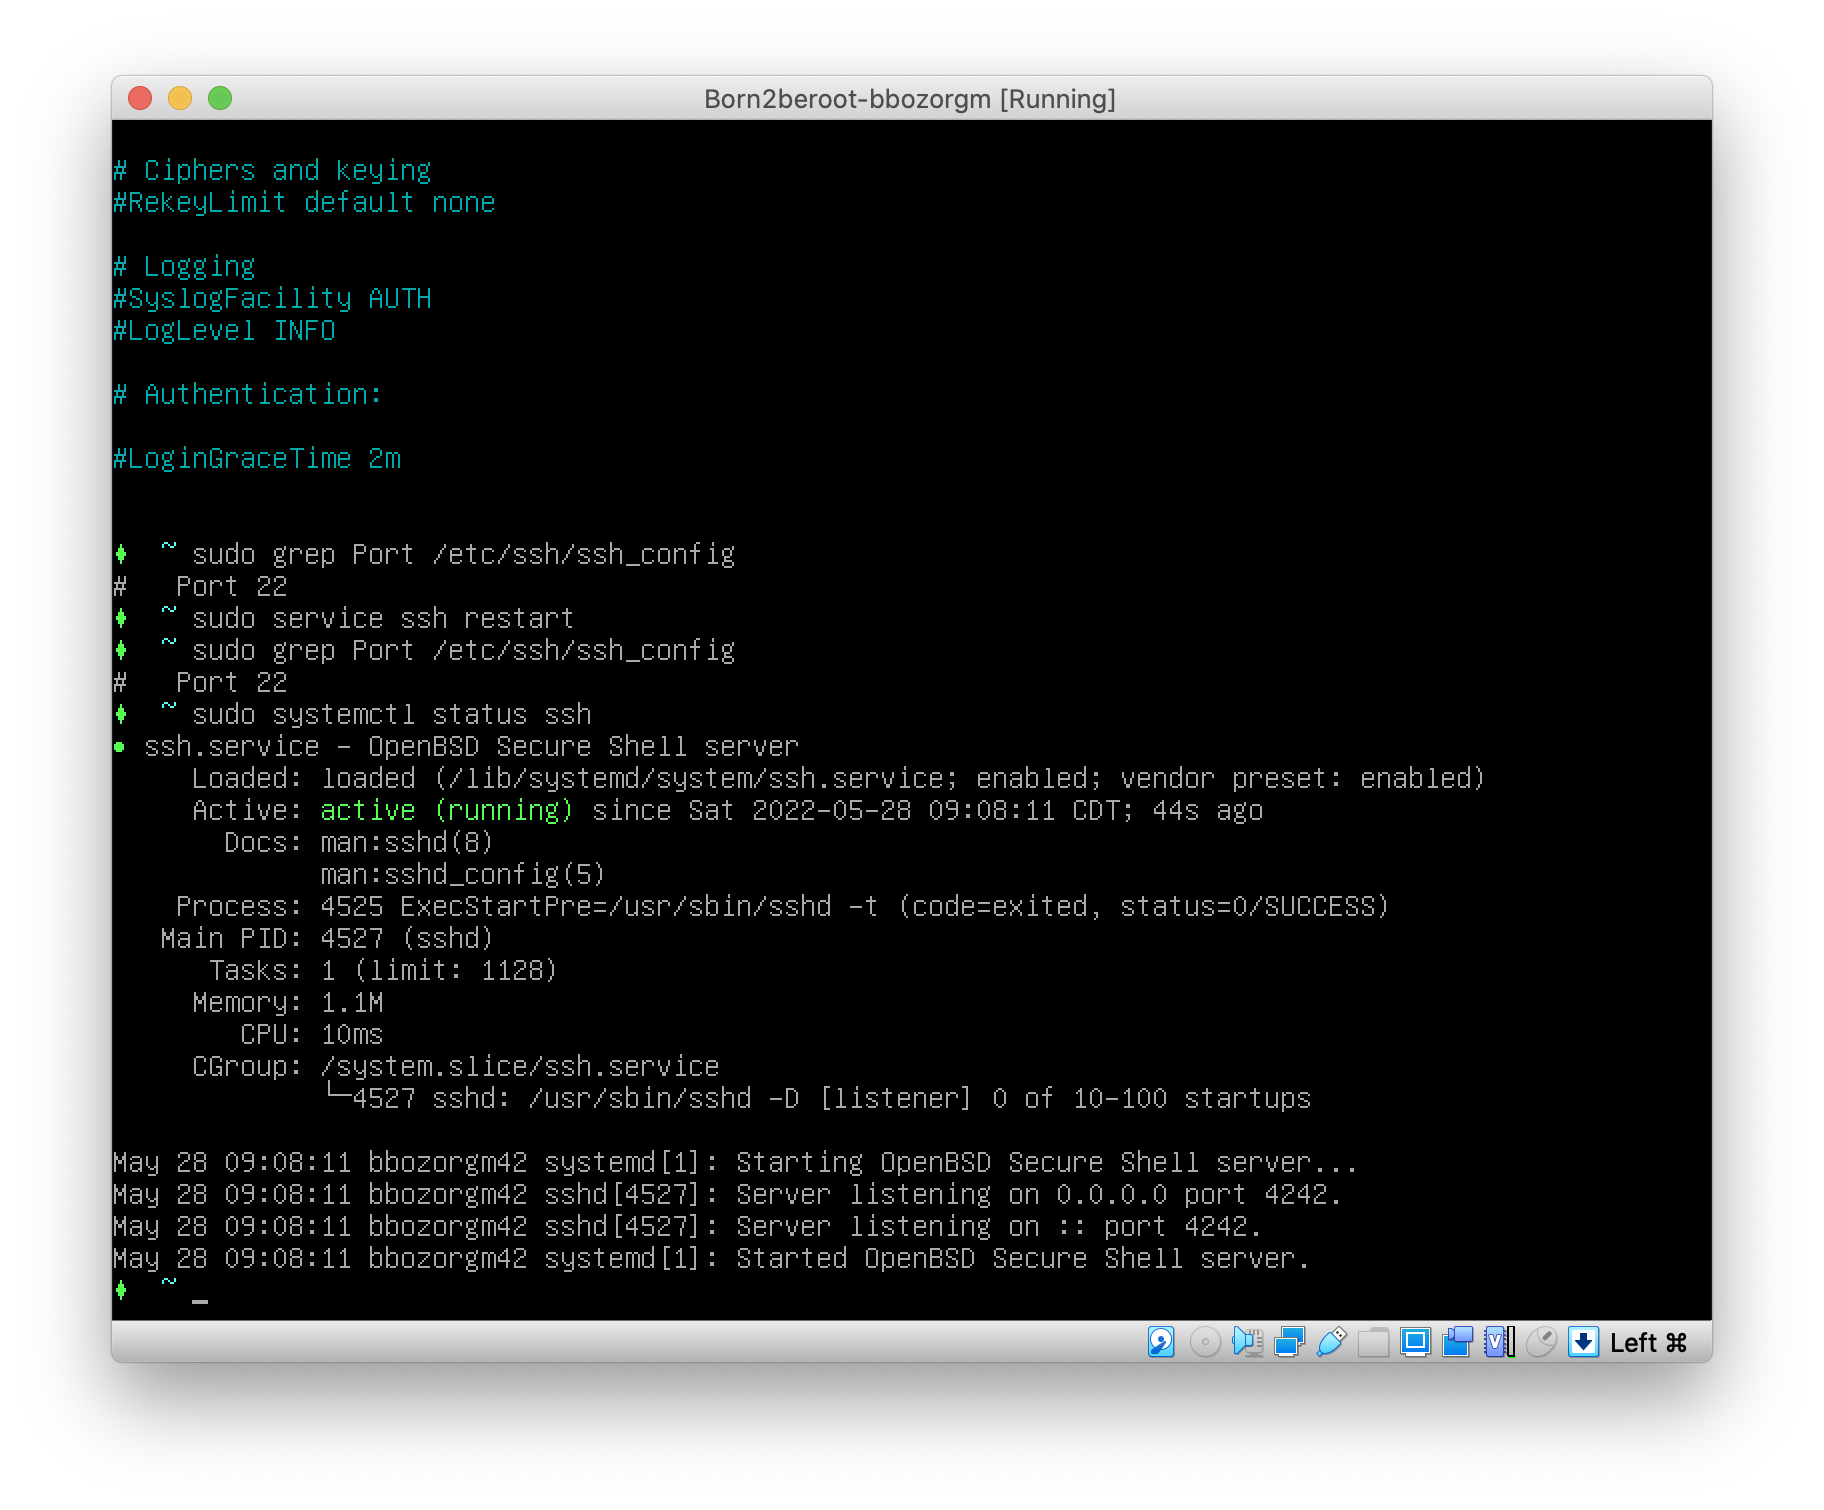 Born2beroot-bbozorgm [Running]
# Ciphers and keying
#RekeyLimit default none
# Logging
#SyslogFacility AUTH
#LogLevel INFO
# Authentication:
#LoginGraceTime 2m
~ sudo grep Port /etc/ssh/ssh_config
#   Port 22
~ sudo service ssh restart
~ sudo grep Port /etc/ssh/ssh_config
#   Port 22
~ sudo systemctl status ssh
● ssh.service - OpenBSD Secure Shell server
Loaded: loaded (/lib/systemd/system/ssh.service; enabled; vendor preset: enabled)
Active: active (running) since Sat 2022-05-28 09:08:11 CDT; 44s ago
Docs: man:sshd(8)
man:sshd_config(5)
Process: 4525 ExecStartPre=/usr/sbin/sshd -t (code=exited, status=0/SUCCESS)
Main PID: 4527 (sshd)
Tasks: 1 (limit: 1128)
Memory: 1.1M
CPU: 10ms
CGroup: /system.slice/ssh.service
└─4527 sshd: /usr/sbin/sshd -D [listener] 0 of 10-100 startups
May 28 09:08:11 bbozorgm42 systemd[1]: Starting OpenBSD Secure Shell server...
May 28 09:08:11 bbozorgm42 sshd[4527]: Server listening on 0.0.0.0 port 4242.
May 28 09:08:11 bbozorgm42 sshd[4527]: Server listening on :: port 4242.
May 28 09:08:11 bbozorgm42 systemd[1]: Started OpenBSD Secure Shell server.
~ _
Left ⌘